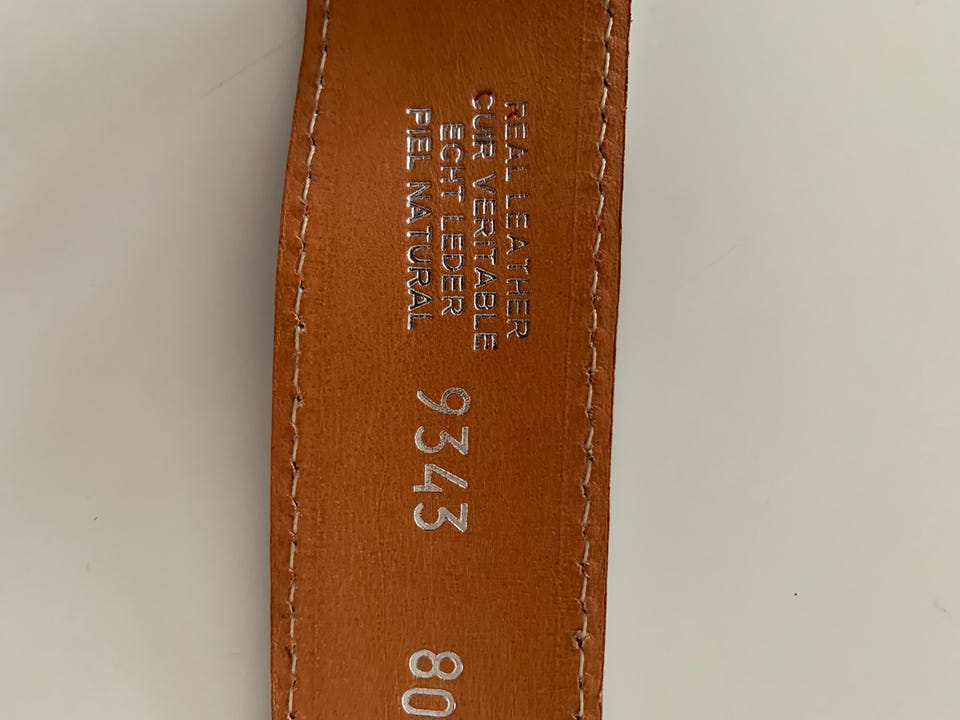 REAL LEATHER
CUIR VERITABLE
ECHT LEDER
PIEL NATURAL
9343
80